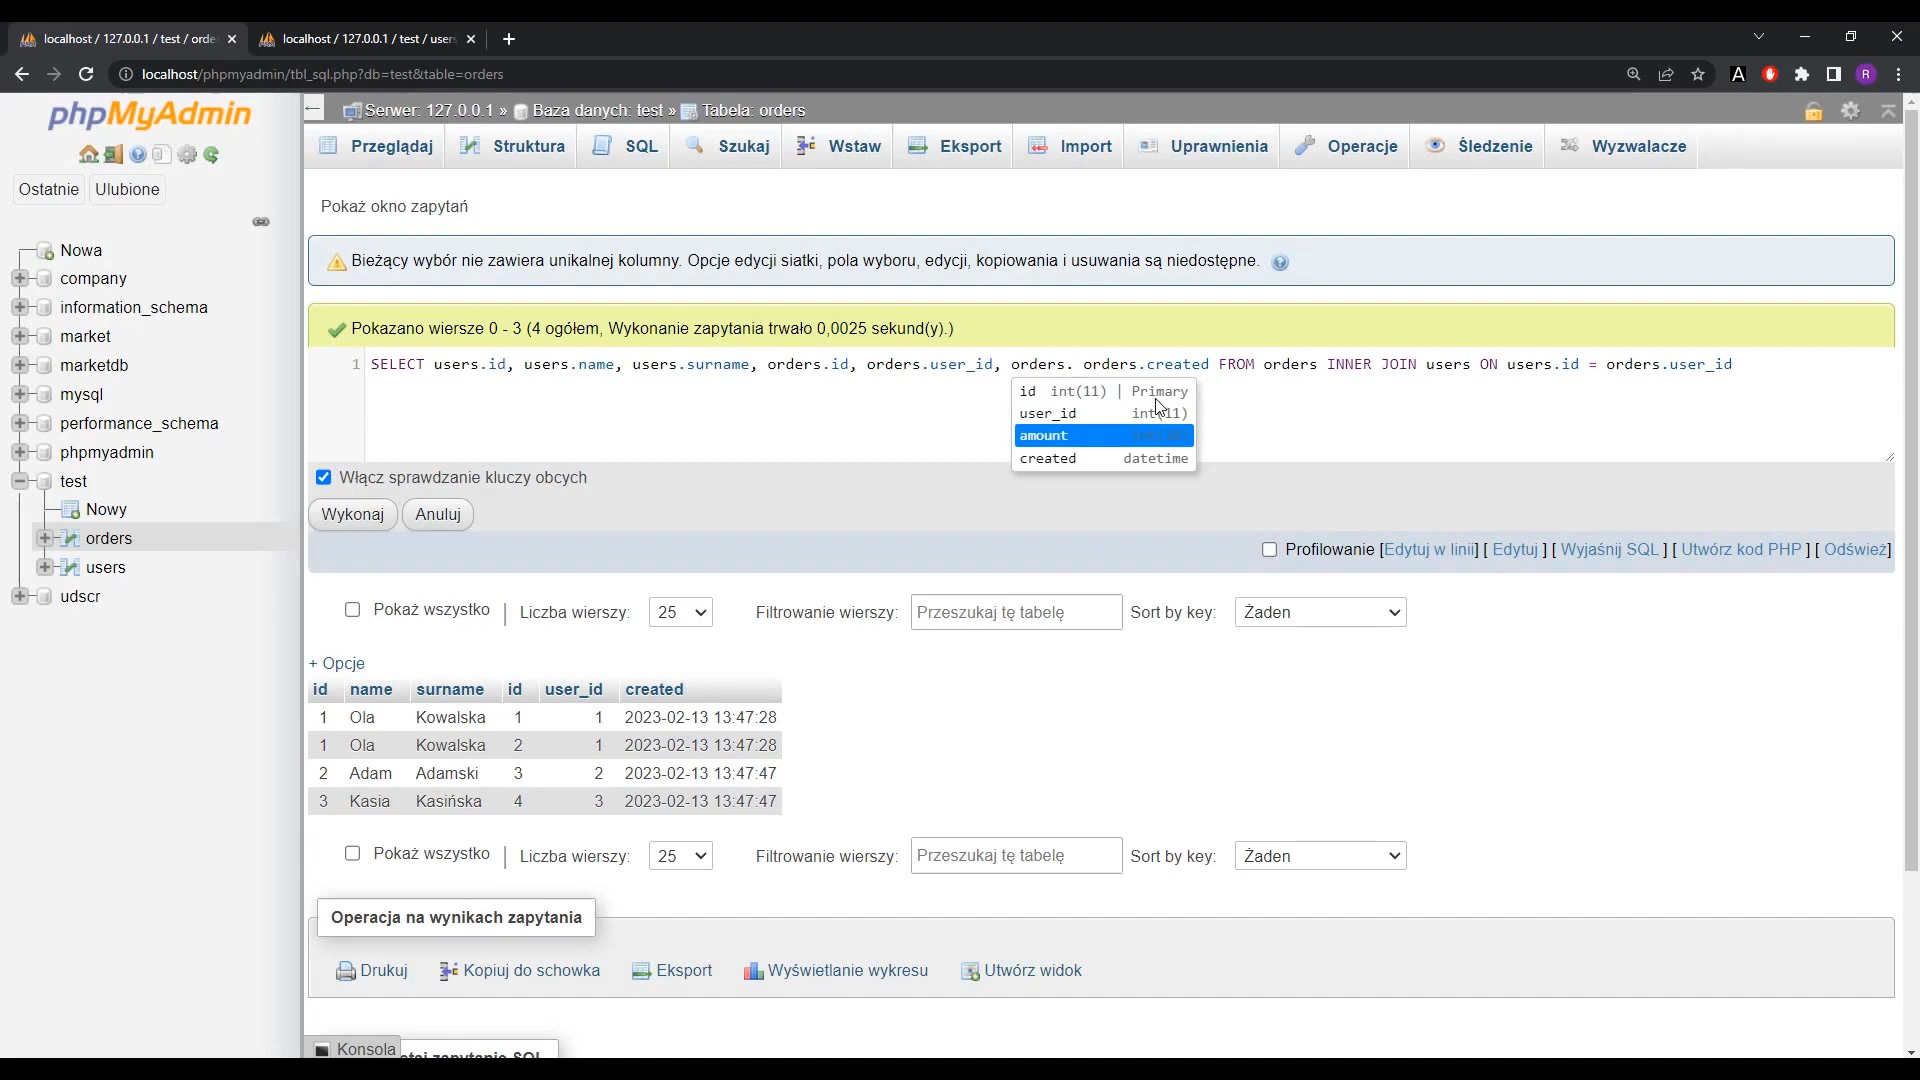 localhost / 127.0.0.1 / test / orde
localhost / 127.0.0.1 / test / users
localhost/phpmyadmin/tbl_sql.php?db=test&table=orders
A
R
phpMyAdmin
Ostatnie
Ulubione
Nowa
company
information_schema
market
marketdb
mysql
performance_schema
phpmyadmin
test
Nowy
orders
users
udscr
Serwer: 127.0.0.1 » Baza danych: test » Tabela: orders
Przeglądaj
Struktura
SQL
Szukaj
Wstaw
Eksport
Import
Uprawnienia
Operacje
Śledzenie
Wyzwalacze
Pokaż okno zapytań
Bieżący wybór nie zawiera unikalnej kolumny. Opcje edycji siatki, pola wyboru, edycji, kopiowania i usuwania są niedostępne.
Pokazano wiersze 0 - 3 (4 ogółem, Wykonanie zapytania trwało 0,0025 sekund(y).)
1 SELECT users.id, users.name, users.surname, orders.id, orders.user_id, orders. orders.created FROM orders INNER JOIN users ON users.id = orders.user_id
id int(11) | Primary
user_id int(11)
amount
created datetime
Włącz sprawdzanie kluczy obcych
Wykonaj
Anuluj
Profilowanie [Edytuj w linii] [ Edytuj ] [ Wyjaśnij SQL ] [ Utwórz kod PHP ] [ Odśwież]
Pokaż wszystko | Liczba wierszy: 25 Filtrowanie wierszy: Przeszukaj tę tabelę Sort by key: Żaden
+ Opcje
id name surname id user_id created
1 Ola Kowalska 1 1 2023-02-13 13:47:28
1 Ola Kowalska 2 1 2023-02-13 13:47:28
2 Adam Adamski 3 2 2023-02-13 13:47:47
3 Kasia Kasińska 4 3 2023-02-13 13:47:47
Pokaż wszystko | Liczba wierszy: 25 Filtrowanie wierszy: Przeszukaj tę tabelę Sort by key: Żaden
Operacja na wynikach zapytania
Drukuj
Kopiuj do schowka
Eksport
Wyświetlanie wykresu
Utwórz widok
Konsola
zapytanie SQL